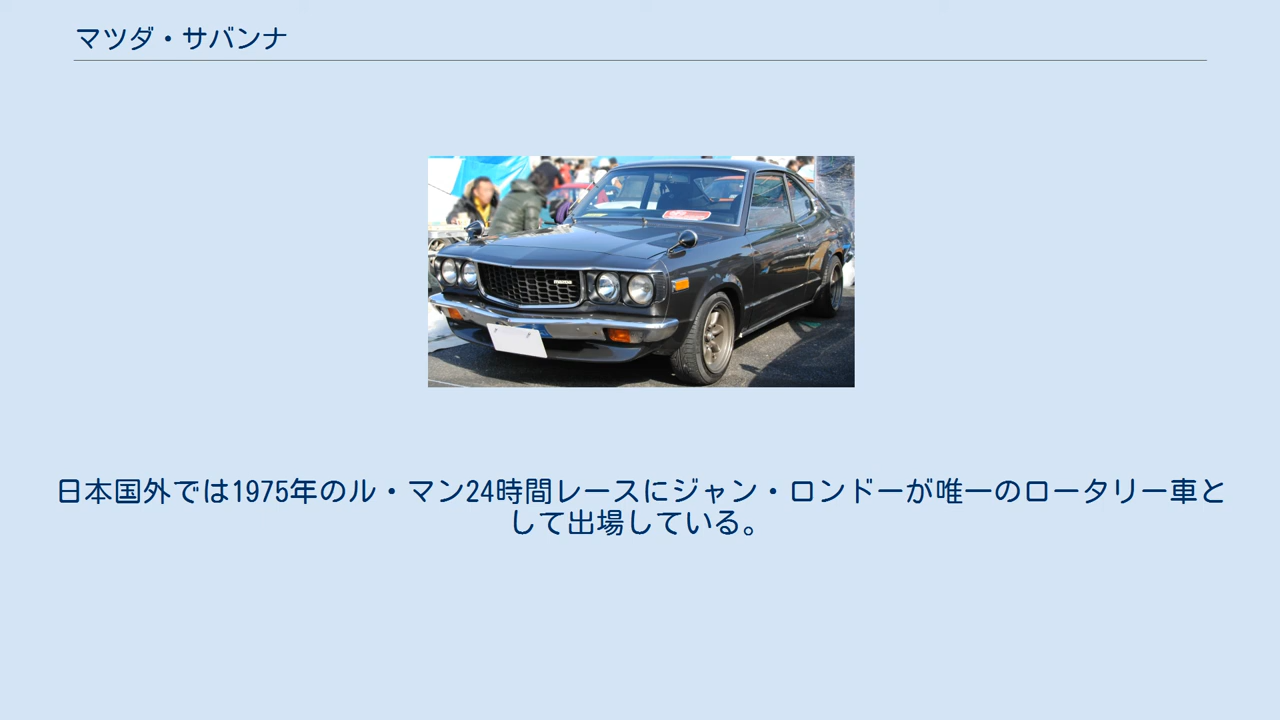 マツダ・サバンナ
日本国外では1975年のル・マン24時間レースにジャン・ロンドーが唯一のロータリー車と
して出場している。